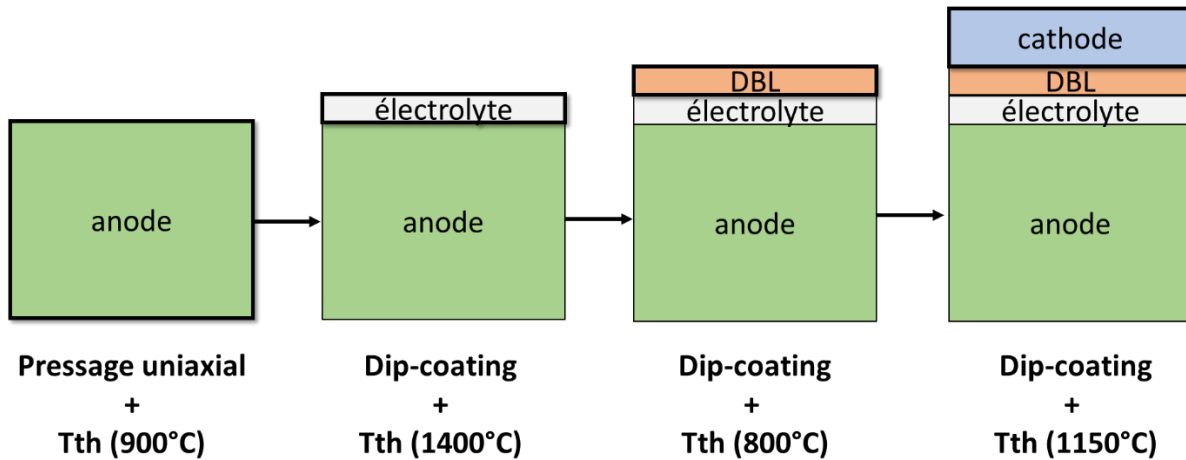 anode
électrolyte
anode
DBL
électrolyte
anode
cathode
DBL
électrolyte
anode
Pressage uniaxial
+
Tth (900°C)
Dip-coating
+
Tth (1400°C)
Dip-coating
+
Tth (800°C)
Dip-coating
+
Tth (1150°C)